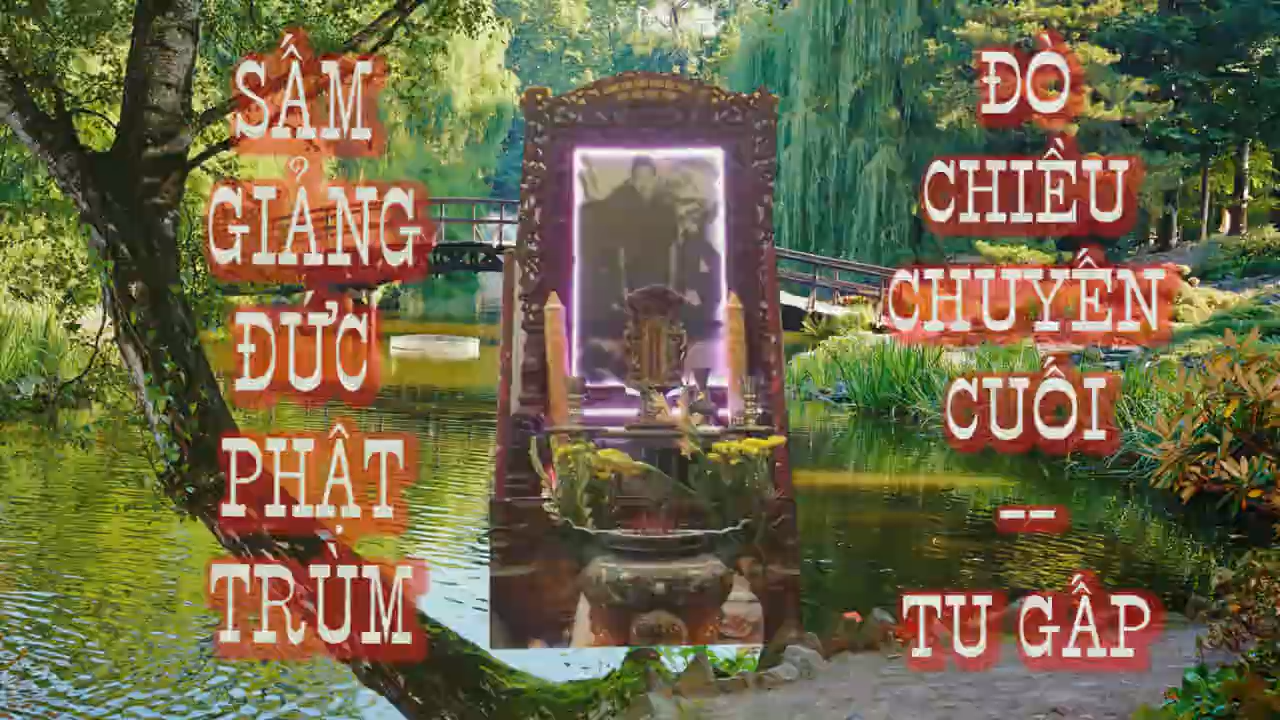 SẤM
GIẢNG
ĐỨC
PHẬT
TRÙM
ĐÒ
CHIỀU
CHUYẾN
CUỐI
--
TU GẤP